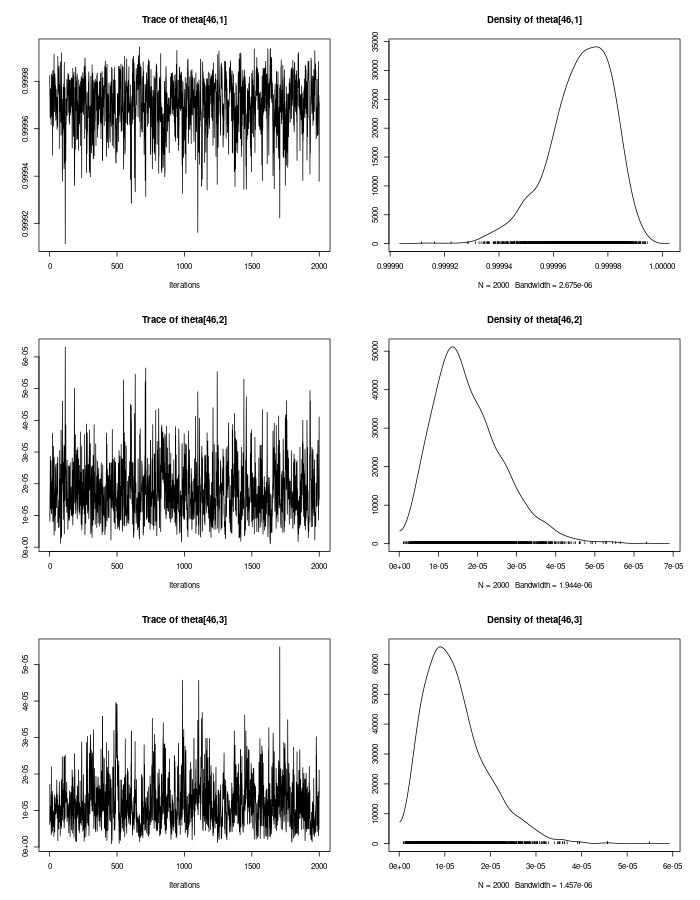 Trace of theta[46,1]
0.99992 0.99994 0.99996 0.99998
0 500 1000 1500 2000
Iterations
Density of theta[46,1]
0 5000 10000 15000 20000 25000 30000 35000
0.99990 0.99992 0.99994 0.99996 0.99998 1.00000
N = 2000 Bandwidth = 2.675e-06
Trace of theta[46,2]
0e+00 1e-05 2e-05 3e-05 4e-05 5e-05 6e-05
0 500 1000 1500 2000
Iterations
Density of theta[46,2]
0 10000 20000 30000 40000 50000
0e+00 1e-05 2e-05 3e-05 4e-05 5e-05 6e-05 7e-05
N = 2000 Bandwidth = 1.944e-06
Trace of theta[46,3]
0e+00 1e-05 2e-05 3e-05 4e-05 5e-05
0 500 1000 1500 2000
Iterations
Density of theta[46,3]
0 10000 20000 30000 40000 50000 60000
0e+00 1e-05 2e-05 3e-05 4e-05 5e-05 6e-05
N = 2000 Bandwidth = 1.457e-06